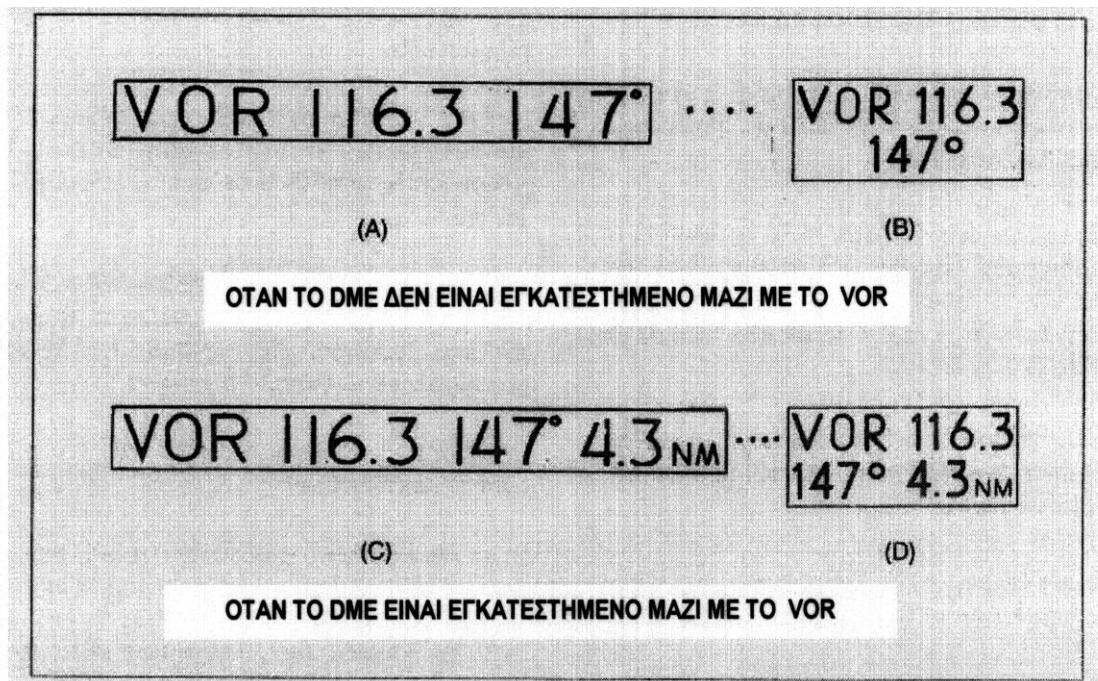 VOR 116.3 147° .... VOR 116.3
147°
(A) (B)
ΟΤΑΝ ΤΟ DME ΔΕΝ ΕΙΝΑΙ ΕΓΚΑΤΕΣΤΗΜΕΝΟ ΜΑΖΙ ΜΕ ΤΟ VOR
VOR 116.3 147° 4.3NM .... VOR 116.3
147° 4.3NM
(C) (D)
ΟΤΑΝ ΤΟ DME ΕΙΝΑΙ ΕΓΚΑΤΕΣΤΗΜΕΝΟ ΜΑΖΙ ΜΕ ΤΟ VOR